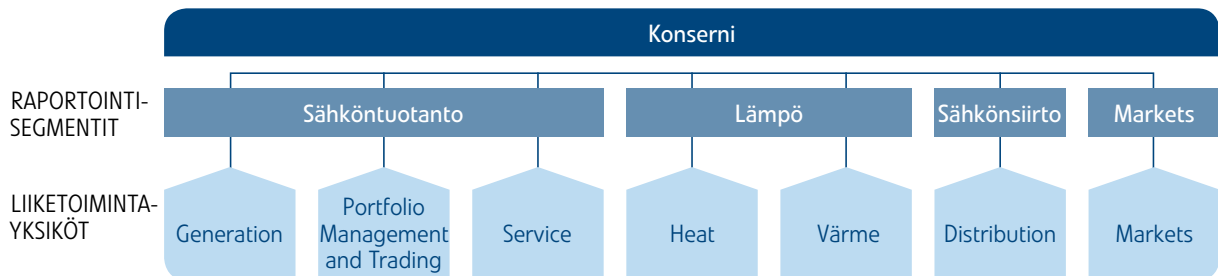 Konserni
RAPORTOINTI-
SEGMENTIT
Sähköntuotanto
Lämpö
Sähkönsiirto
Markets
LIIKETOIMINTA-
YKSIKÖT
Generation
Portfolio
Management
and Trading
Service
Heat
Värme
Distribution
Markets